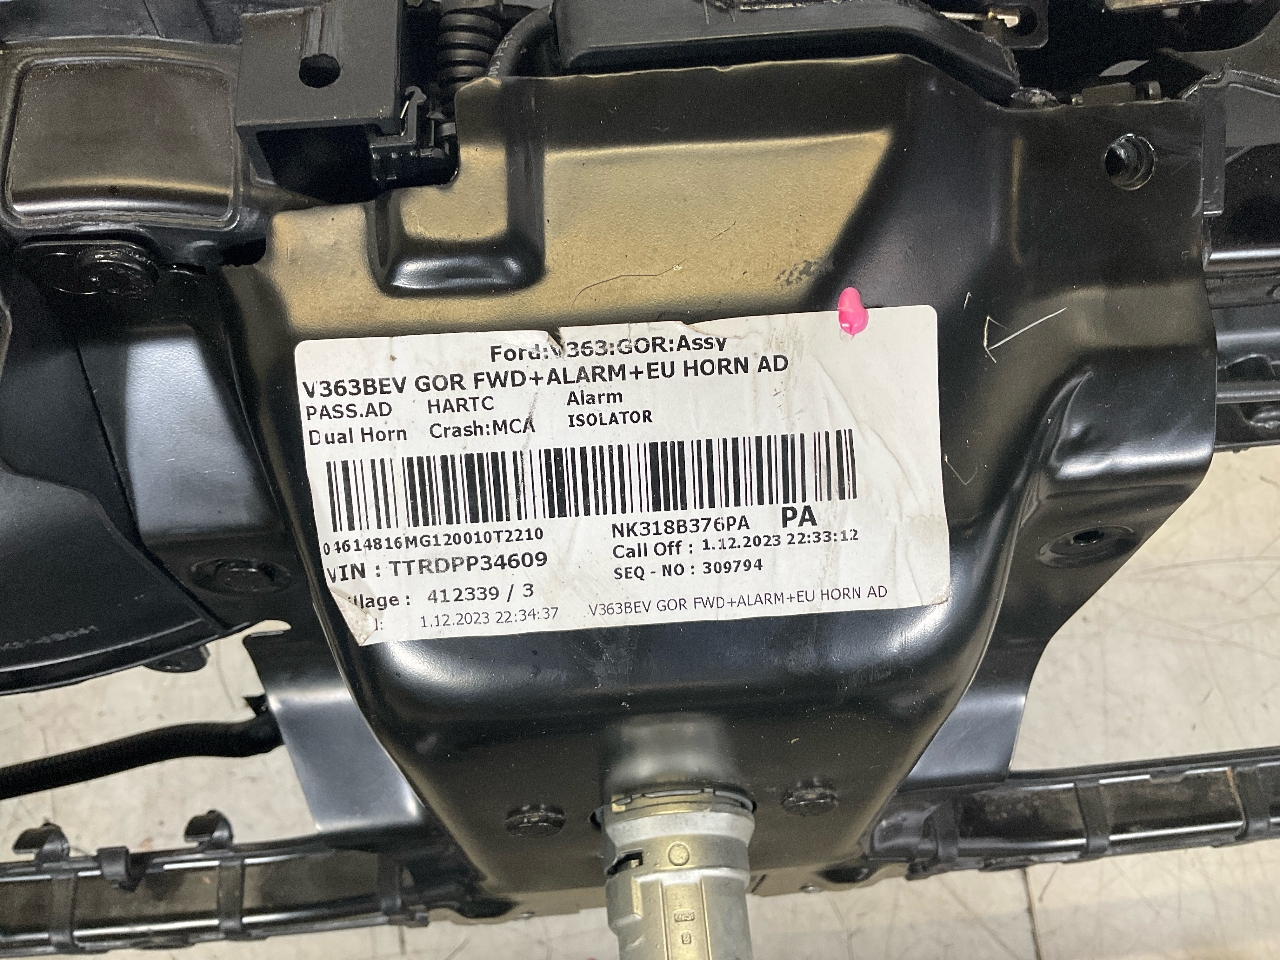 Ford:V363:GOR:Assy
V363BEV GOR FWD+ALARM+EU HORN AD
PASS.AD HARTC Alarm
Dual Horn Crash:MCA ISOLATOR
04614816MG120010T2210 NK318B376PA PA
VIN : TTRDPP34609 Call Off : 1.12.2023 22:33:12
SEQ - NO : 309794
llage : 412339 / 3
: 1.12.2023 22:34:37 V363BEV GOR FWD+ALARM+EU HORN AD